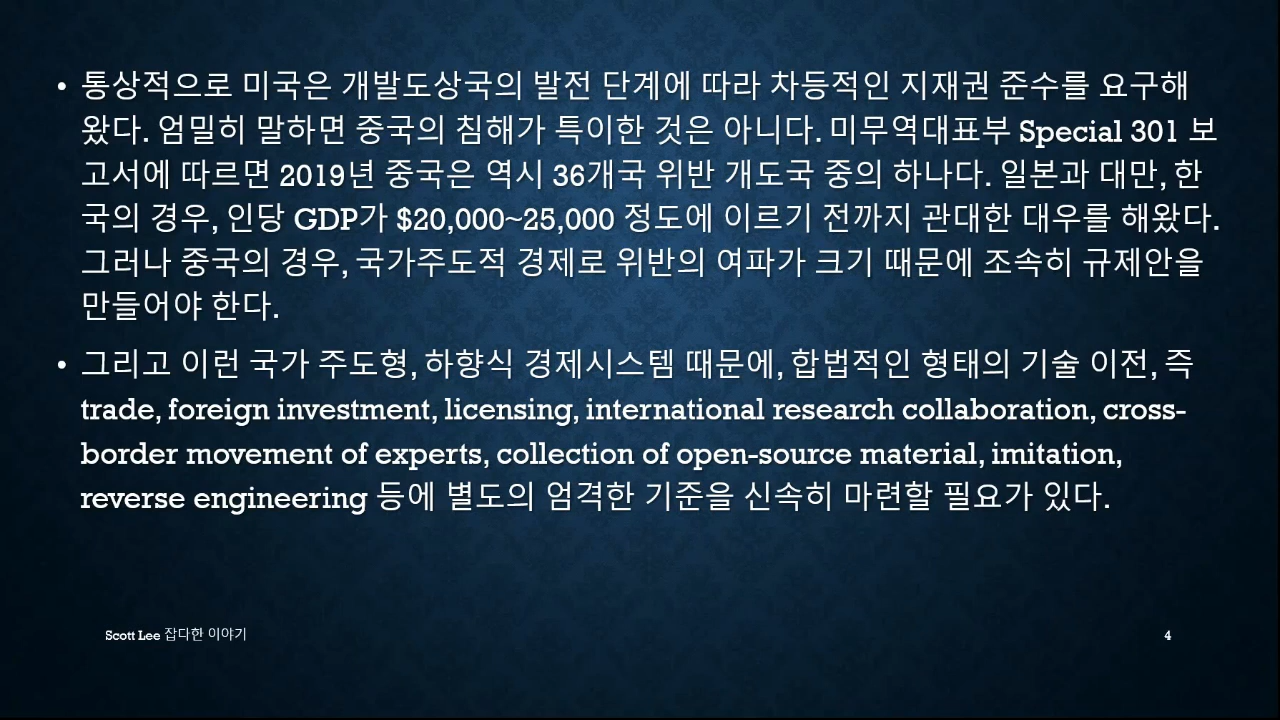 • 통상적으로 미국은 개발도상국의 발전 단계에 따라 차등적인 지재권 준수를 요구해
왔다. 엄밀히 말하면 중국의 침해가 특이한 것은 아니다. 미무역대표부 Special 301 보
고서에 따르면 2019년 중국은 역시 36개국 위반 개도국 중의 하나다. 일본과 대만, 한
국의 경우, 인당 GDP가 $20,000~25,000 정도에 이르기 전까지 관대한 대우를 해왔다.
그러나 중국의 경우, 국가주도적 경제로 위반의 여파가 크기 때문에 조속히 규제안을
만들어야 한다.
• 그리고 이런 국가 주도형, 하향식 경제시스템 때문에, 합법적인 형태의 기술 이전, 즉
trade, foreign investment, licensing, international research collaboration, cross-
border movement of experts, collection of open-source material, imitation,
reverse engineering 등에 별도의 엄격한 기준을 신속히 마련할 필요가 있다.
Scott Lee 잡다한 이야기
4